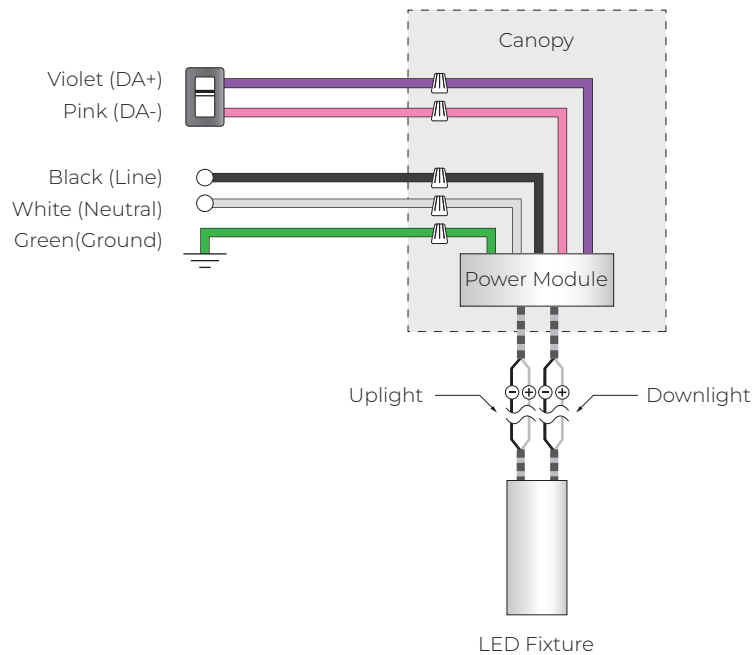 Canopy
Violet (DA+)
Pink (DA-)
Black (Line)
White (Neutral)
Green(Ground)
Power Module
− + − +
Uplight
Downlight
LED Fixture